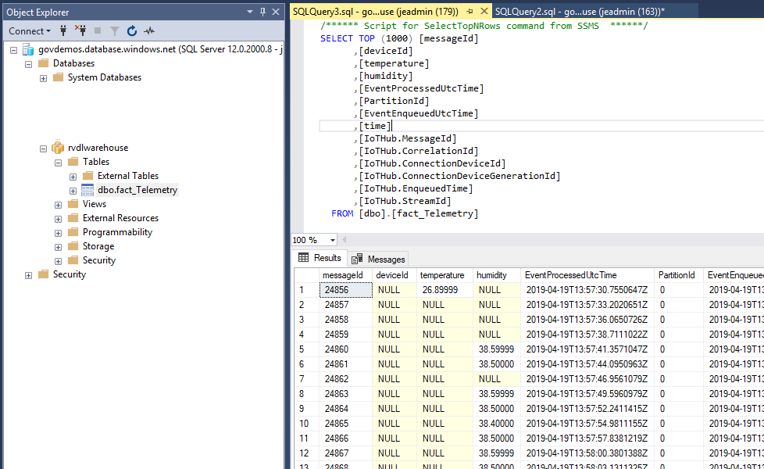 Object Explorer
Connect
govdemos.database.windows.net (SQL Server 12.0.2000.8 - j
Databases
System Databases
rvdlwarehouse
Tables
External Tables
dbo.fact_Telemetry
Views
External Resources
Programmability
Storage
Security
Security
SQLQuery3.sql - go...use (jeadmin (179)) SQLQuery2.sql - go...use (jeadmin (163))*
/****** Script for SelectTopNRows command from SSMS ******/
SELECT TOP (1000) [messageId]
,[deviceId]
,[temperature]
,[humidity]
,[EventProcessedUtcTime]
,[PartitionId]
,[EventEnqueuedUtcTime]
,[time]
,[IoTHub.MessageId]
,[IoTHub.CorrelationId]
,[IoTHub.ConnectionDeviceId]
,[IoTHub.ConnectionDeviceGenerationId]
,[IoTHub.EnqueuedTime]
,[IoTHub.StreamId]
FROM [dbo].[fact_Telemetry]
100 %
Results Messages
messageId deviceId temperature humidity EventProcessedUtcTime PartitionId EventEnqueue
1 24856 NULL 26.89999 NULL 2019-04-19T13:57:30.7550647Z 0 2019-04-19T13
2 24857 NULL NULL NULL 2019-04-19T13:57:33.2020651Z 0 2019-04-19T13
3 24858 NULL NULL NULL 2019-04-19T13:57:36.0650726Z 0 2019-04-19T13
4 24859 NULL NULL NULL 2019-04-19T13:57:38.7111022Z 0 2019-04-19T13
5 24860 NULL NULL 38.59999 2019-04-19T13:57:41.3571047Z 0 2019-04-19T13
6 24861 NULL NULL 38.50000 2019-04-19T13:57:44.0950963Z 0 2019-04-19T13
7 24862 NULL NULL NULL 2019-04-19T13:57:46.9561079Z 0 2019-04-19T13
8 24863 NULL NULL 38.59999 2019-04-19T13:57:49.5960979Z 0 2019-04-19T13
9 24864 NULL NULL 38.50000 2019-04-19T13:57:52.2411415Z 0 2019-04-19T13
10 24865 NULL NULL 38.40000 2019-04-19T13:57:54.9811155Z 0 2019-04-19T13
11 24866 NULL NULL 38.50000 2019-04-19T13:57:57.8381219Z 0 2019-04-19T13
12 24867 NULL NULL 38.59999 2019-04-19T13:58:00.3801388Z 0 2019-04-19T13
13 24868 NULL NULL 38.50000 2019-04-19T13:58:03.1311325Z 0 2019-04-19T13